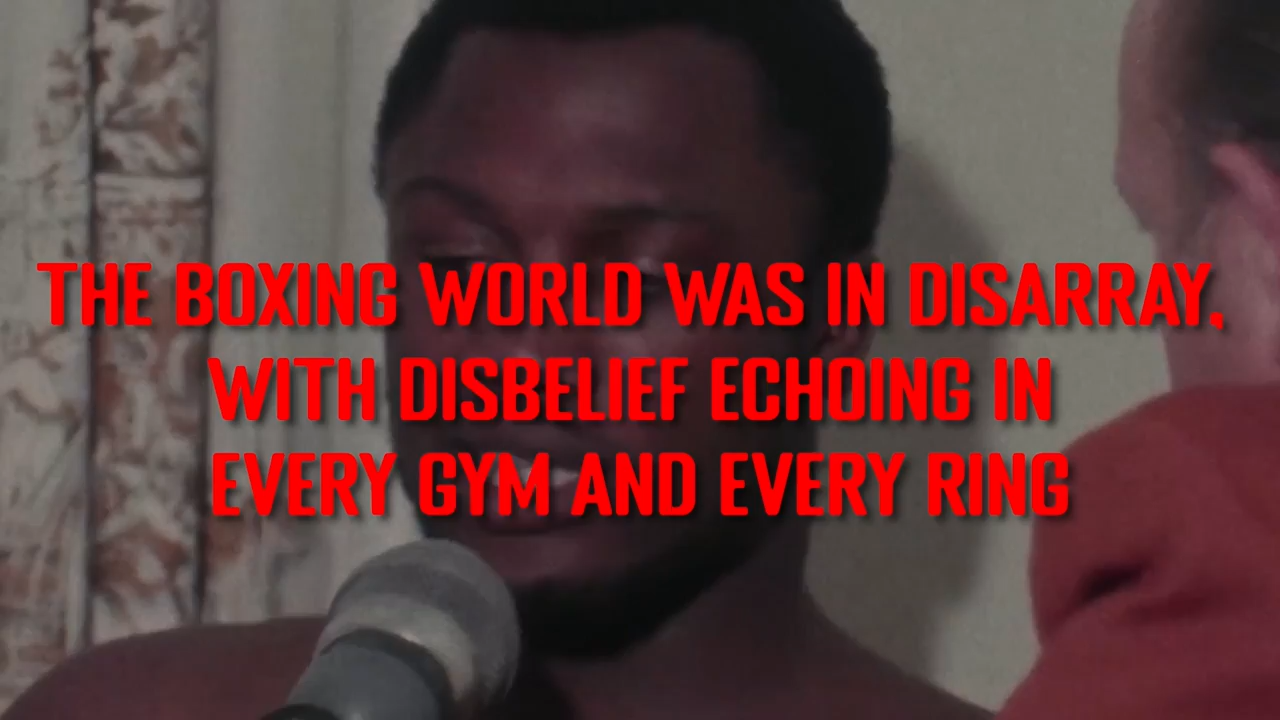 THE BOXING WORLD WAS IN DISARRAY,
WITH DISBELIEF ECHOING IN
EVERY GYM AND EVERY RING